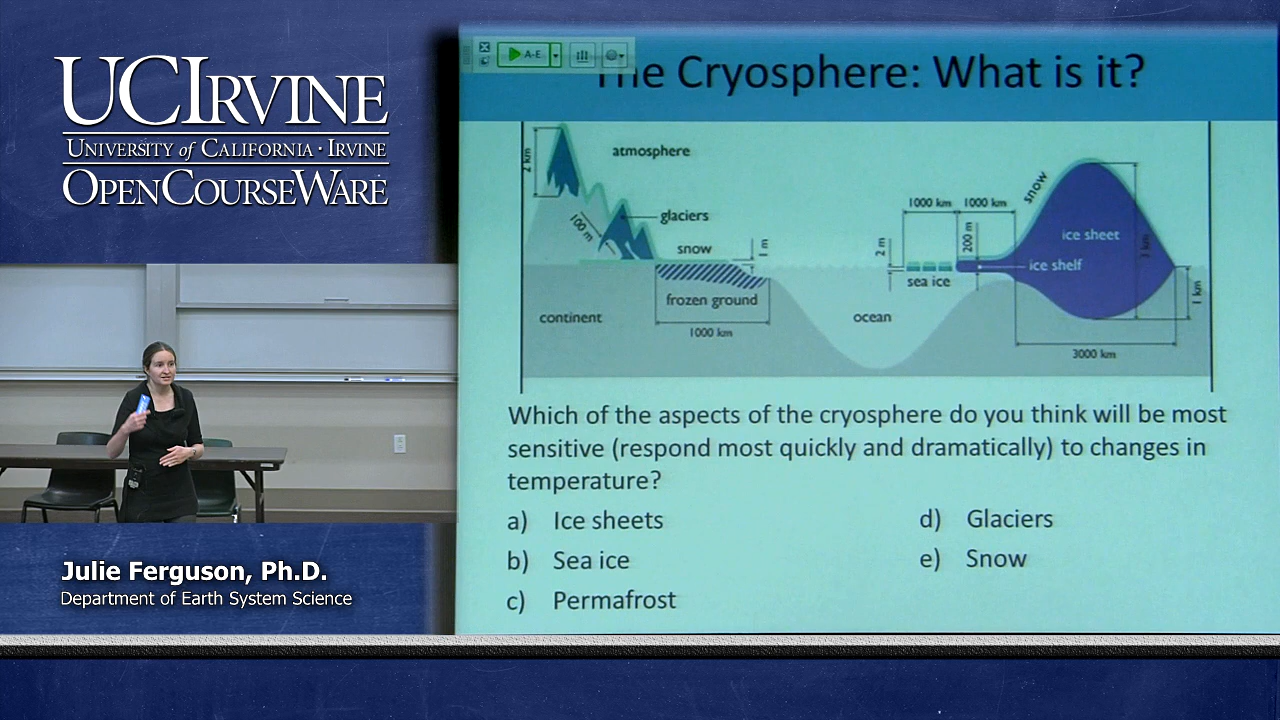 UCIRVINE
UNIVERSITY of CALIFORNIA · IRVINE
OPENCOURSEWARE
A-E
The Cryosphere: What is it?
2 km
atmosphere
100 m
glaciers
snow
1 m
frozen ground
continent
1000 km
ocean
2 m
1000 km
1000 km
200 m
snow
sea ice
ice sheet
ice shelf
3 km
1 km
3000 km
Which of the aspects of the cryosphere do you think will be most
sensitive (respond most quickly and dramatically) to changes in
temperature?
a) Ice sheets
b) Sea ice
c) Permafrost
d) Glaciers
e) Snow
Julie Ferguson, Ph.D.
Department of Earth System Science